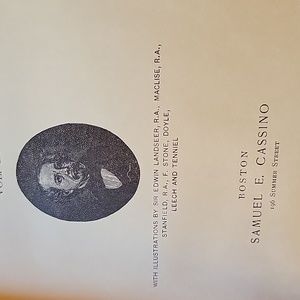 WITH ILLUSTRATIONS BY SIR EDWIN LANDSEER, R.A., MACLISE, R.A.,
STANFIELD, R.A., F. STONE, DOYLE,
LEECH AND TENNIEL
BOSTON
SAMUEL E. CASSINO
196 SUMMER STREET